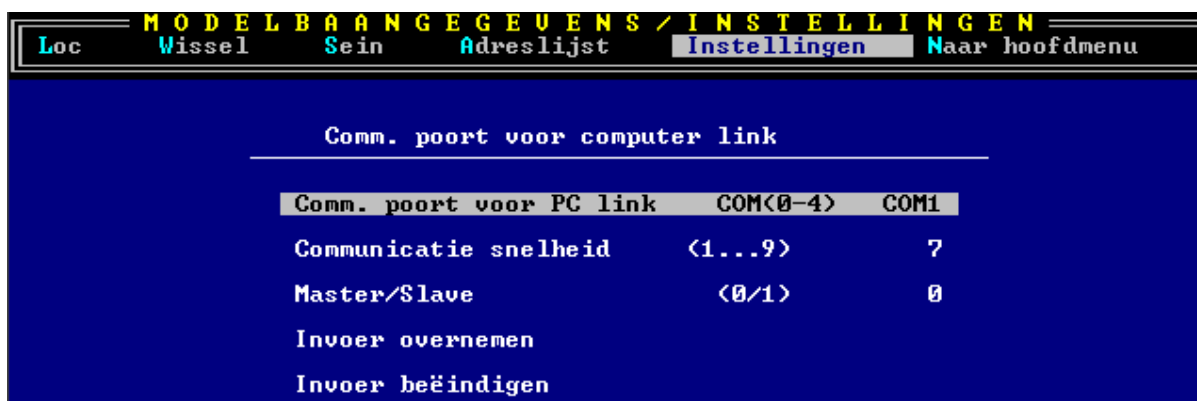 MODELBAANGEGEVENS/INSTELLINGEN
Loc Wissel Sein Adreslijst Instellingen Naar hoofdmenu
Comm. poort voor computer link
Comm. poort voor PC link COM(0-4) COM1
Communicatie snelheid (1...9) 7
Master/Slave (0/1) 0
Invoer overnemen
Invoer beëindigen